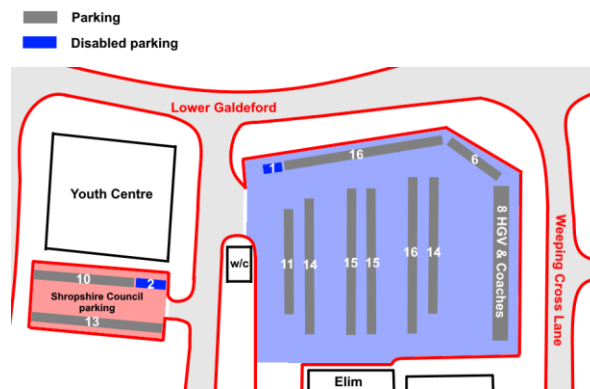 Parking
Disabled parking
Lower Galdeford
16
1
6
Youth Centre
8 HGV & Coaches
Weeping Cross Lane
w/c
11
14
15
15
16
14
10
2
Shropshire Council
parking
13
Elim